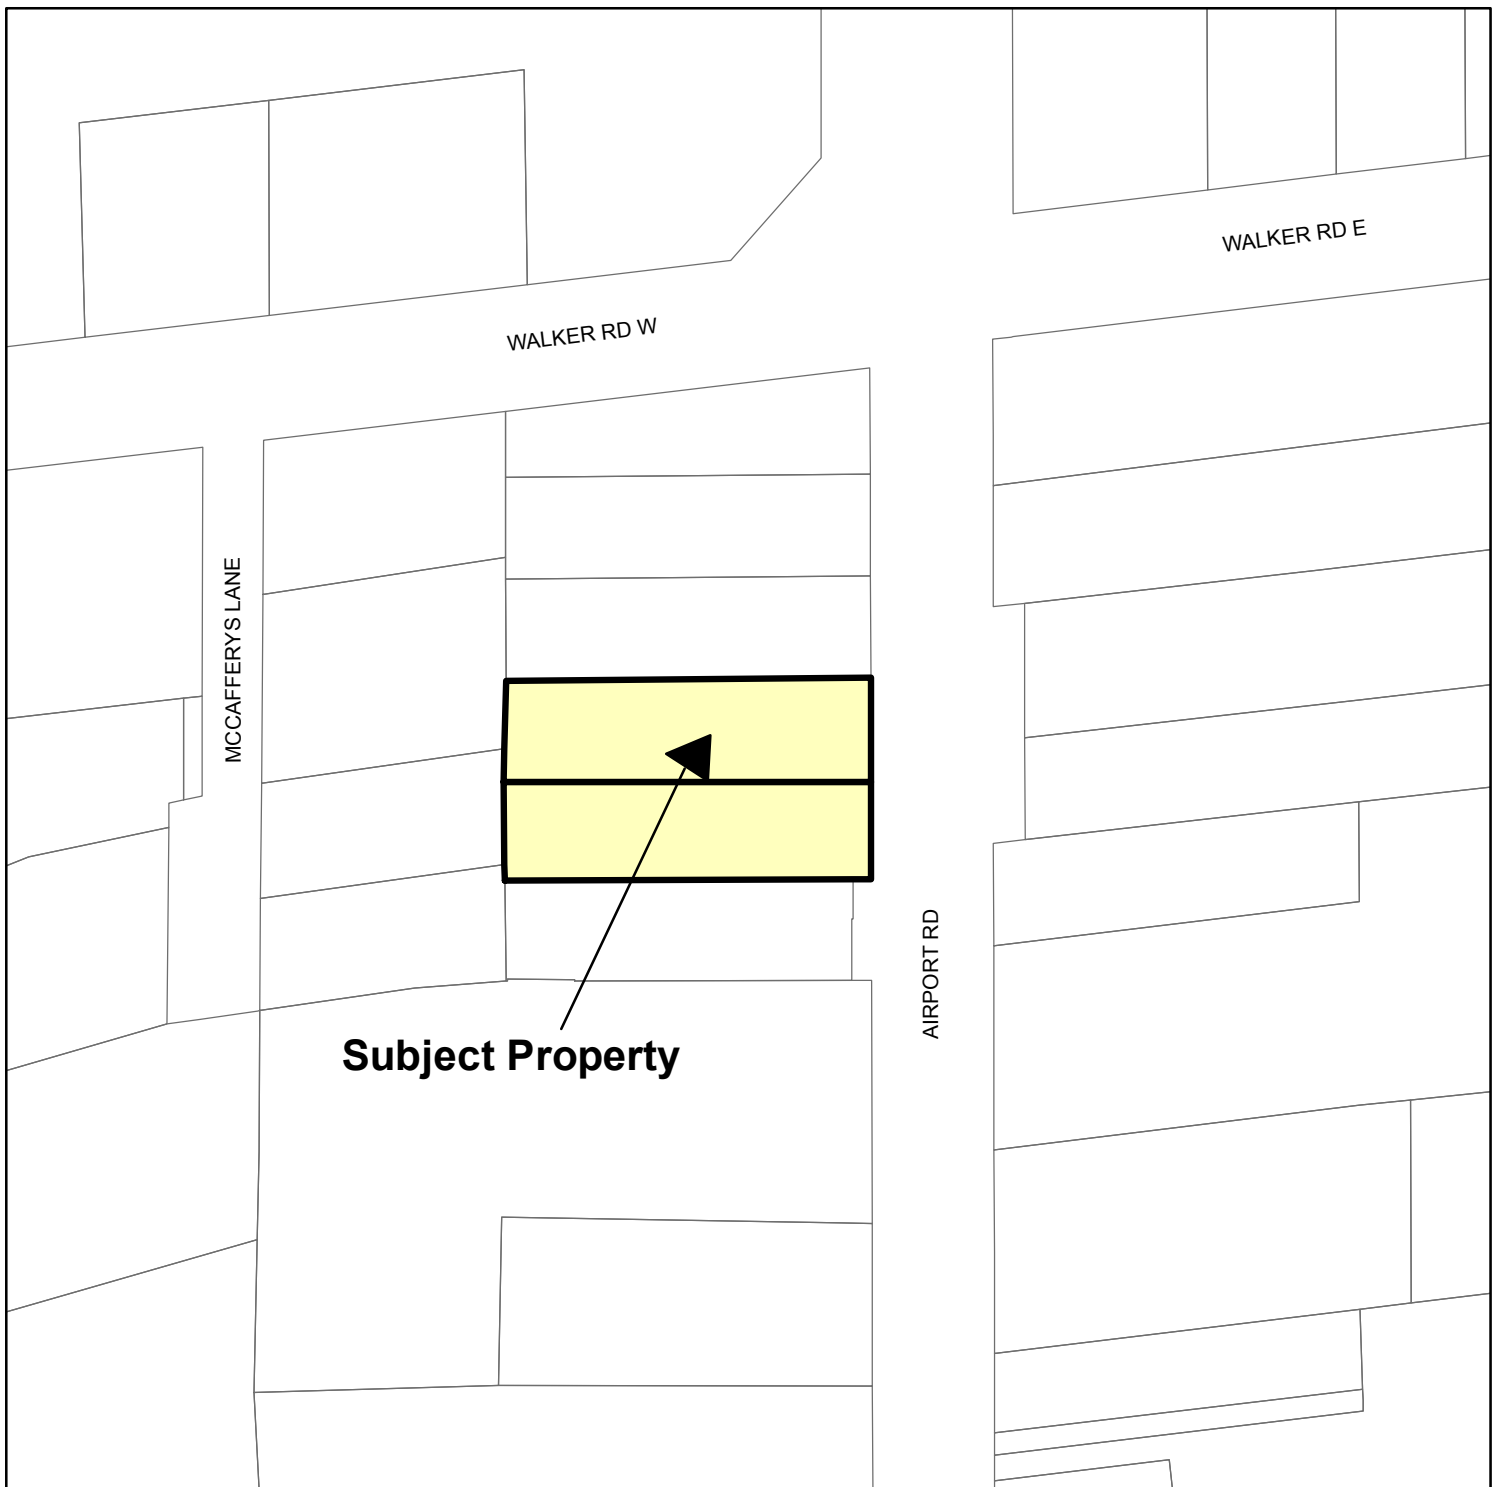 WALKER RD E
WALKER RD W
MCCAFFERYS LANE
AIRPORT RD
Subject Property